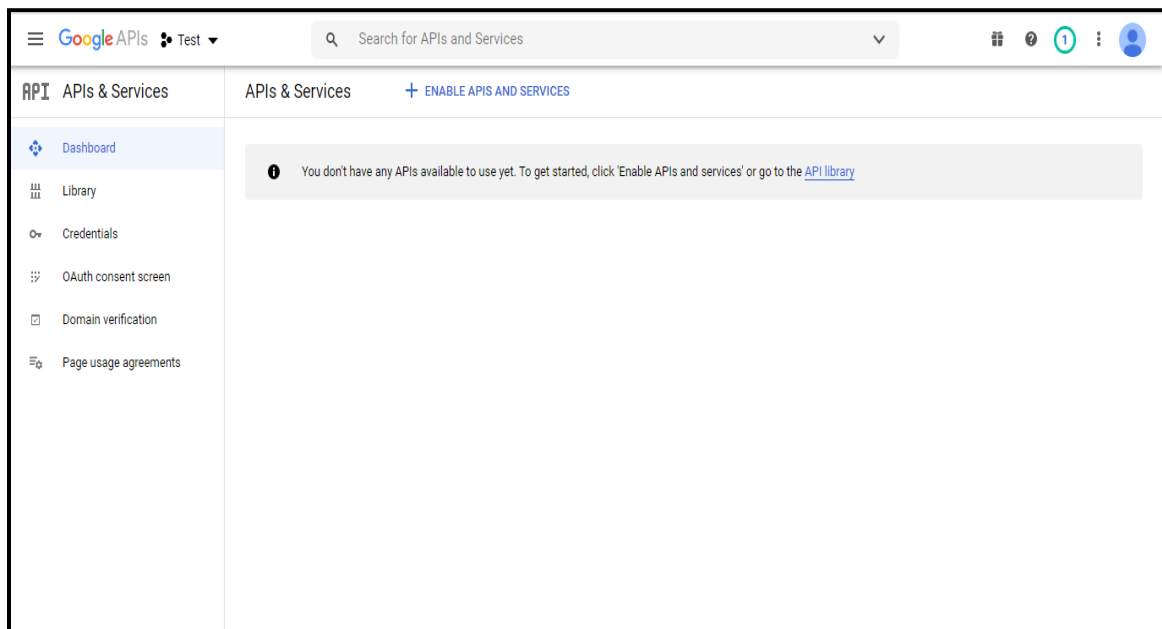 Google APIs Test Search for APIs and Services 1
API APIs & Services
APIs & Services + ENABLE APIS AND SERVICES
Dashboard
You don't have any APIs available to use yet. To get started, click 'Enable APIs and services' or go to the API library
Library
Credentials
OAuth consent screen
Domain verification
Page usage agreements